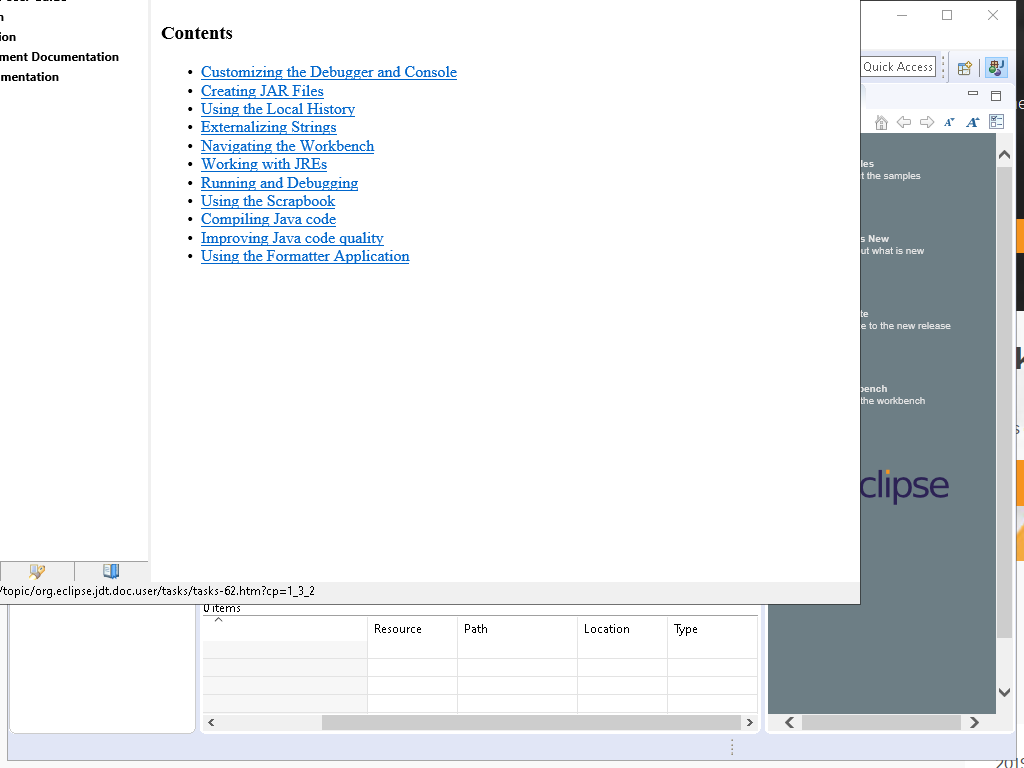 ment Documentation
mentation
Contents
Customizing the Debugger and Console
Creating JAR Files
Using the Local History
Externalizing Strings
Navigating the Workbench
Working with JREs
Running and Debugging
Using the Scrapbook
Compiling Java code
Improving Java code quality
Using the Formatter Application
/topic/org.eclipse.jdt.doc.user/tasks/tasks-62.htm?cp=1_3_2
Quick Access
A
A
les
t the samples
s New
ut what is new
te
e to the new release
bench
the workbench
clipse
0 items
Resource Path Location Type
2019